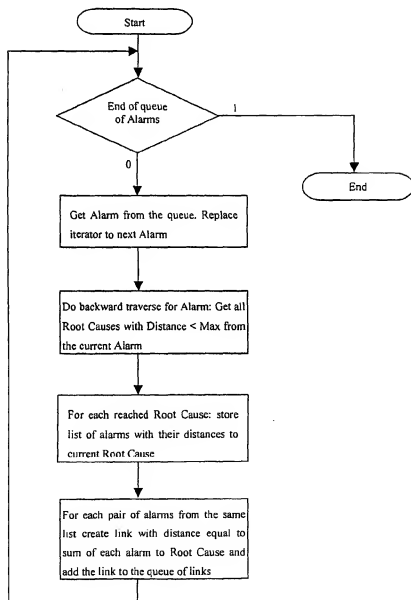 Start
End of queue
of Alarms
1
0
End
Get Alarm from the queue. Replace
iterator to next Alarm
Do backward traverse for Alarm: Get all
Root Causes with Distance < Max from
the current Alarm
For each reached Root Cause: store
list of alarms with their distances to
current Root Cause
For each pair of alarms from the same
list create link with distance equal to
sum of each alarm to Root Cause and
add the link to the queue of links